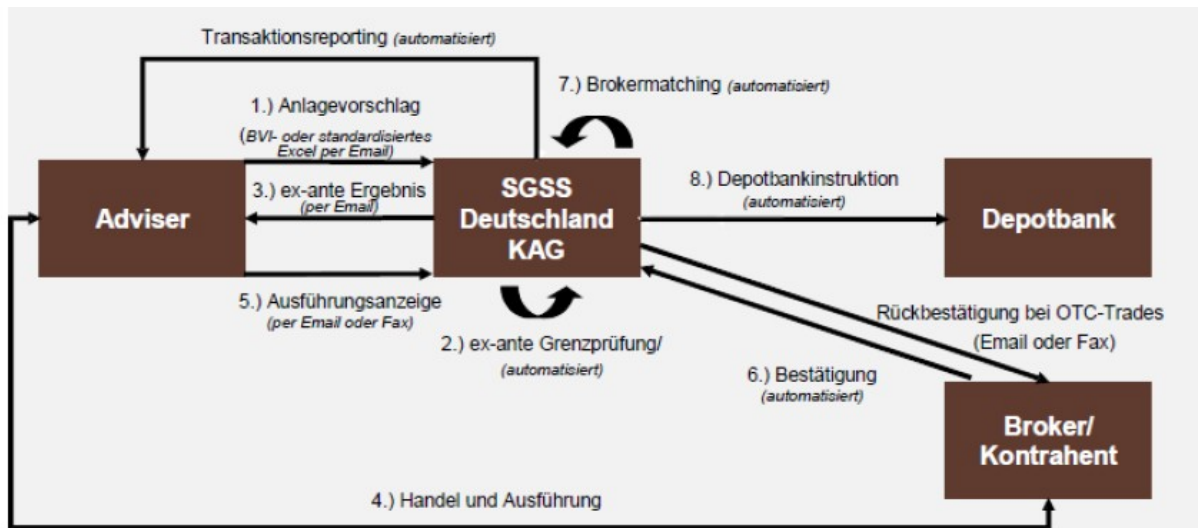 Transaktionsreporting (automatisiert)
7.) Brokermatching (automatisiert)
1.) Anlagevorschlag
(BVI- oder standardisiertes
Excel per Email)
Adviser
3.) ex-ante Ergebnis
(per Email)
SGSS
Deutschland
KAG
8.) Depotbankinstruktion
(automatisiert)
Depotbank
5.) Ausführungsanzeige
(per Email oder Fax)
2.) ex-ante Grenzprüfung/
(automatisiert)
Rückbestätigung bei OTC-Trades
(Email oder Fax)
6.) Bestätigung
(automatisiert)
Broker/
Kontrahent
4.) Handel und Ausführung